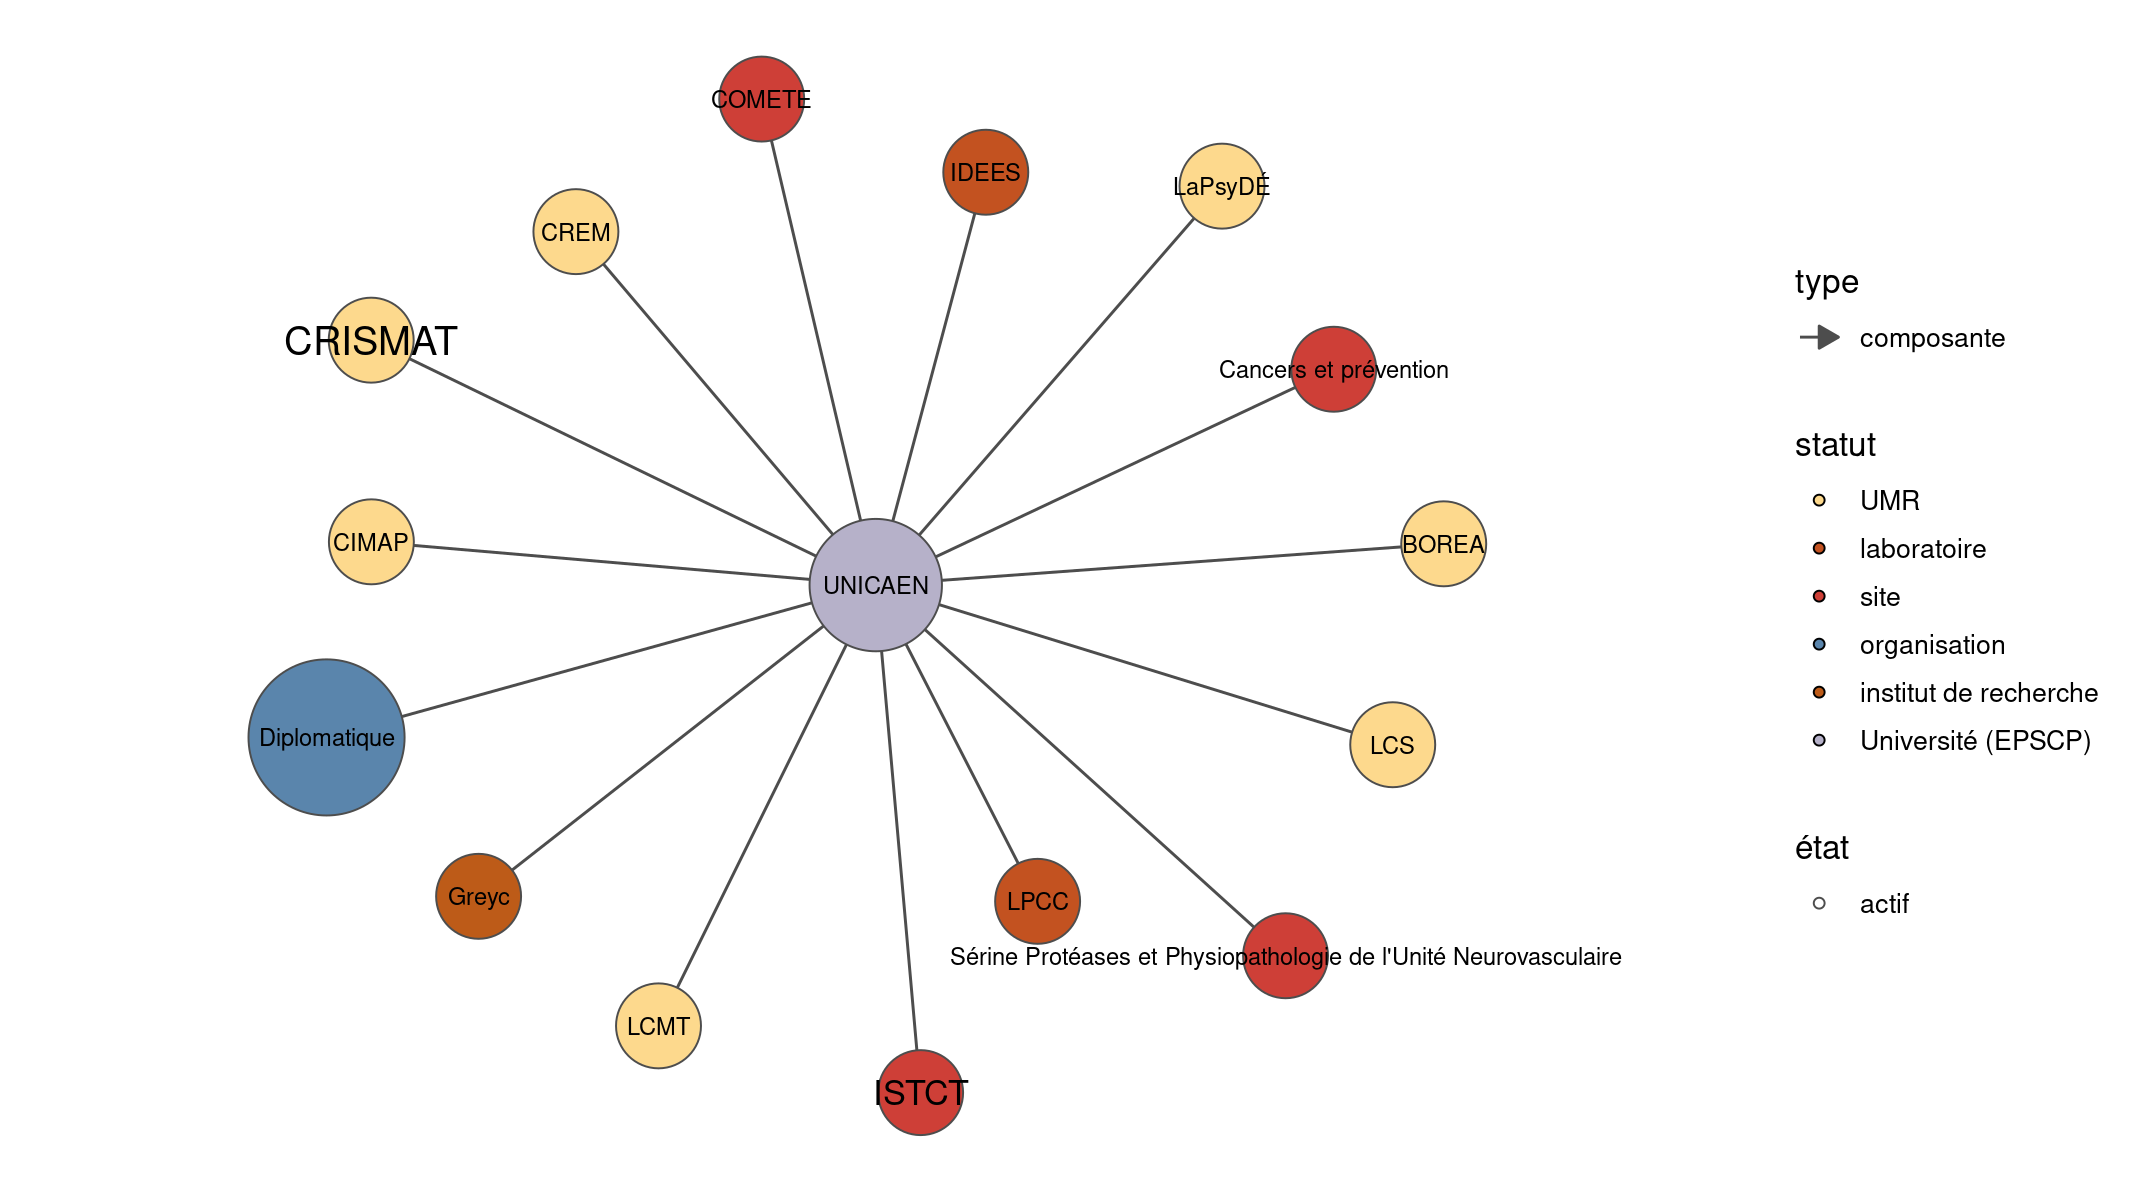 COMETE
IDEES
LaPsyDÉ
CREM
CRISMAT
Cancers et prévention
CIMAP
BOREA
UNICAEN
Diplomatique
LCS
Greyc
LPCC
Sérine Protéases et Physiopathologie de l'Unité Neurovasculaire
LCMT
ISTCT
type
composante
statut
UMR
laboratoire
site
organisation
institut de recherche
Université (EPSCP)
état
actif